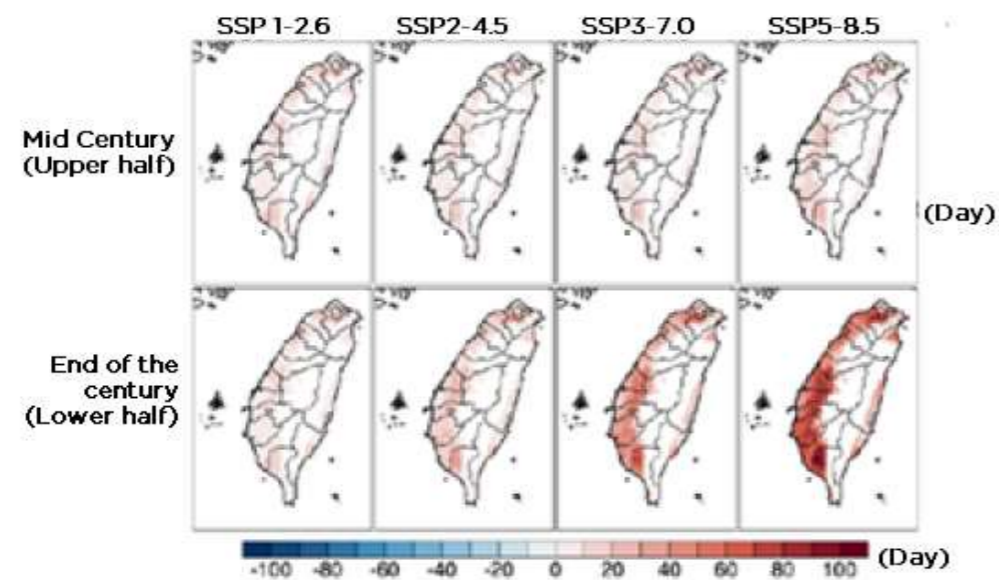 SSP 1-2.6 SSP2-4.5 SSP3-7.0 SSP5-8.5
Mid Century
(Upper half)
(Day)
End of the
century
(Lower half)
-100 -80 -60 -40 -20 0 20 40 60 80 100 (Day)